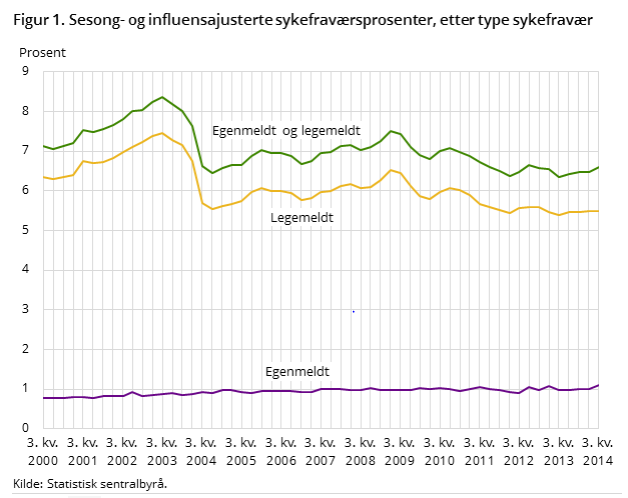 Figur 1. Sesong- og influensajusterte sykefraværsprosenter, etter type sykefravær
Prosent
9
8
Egenmeldt og legemeldt
7
6
Legemeldt
5
4
3
2
Egenmeldt
1
0
3. kv. 3. kv. 3. kv. 3. kv. 3. kv. 3. kv. 3. kv. 3. kv. 3. kv. 3. kv. 3. kv. 3. kv. 3. kv. 3. kv. 3. kv.
2000 2001 2002 2003 2004 2005 2006 2007 2008 2009 2010 2011 2012 2013 2014
Kilde: Statistisk sentralbyrå.